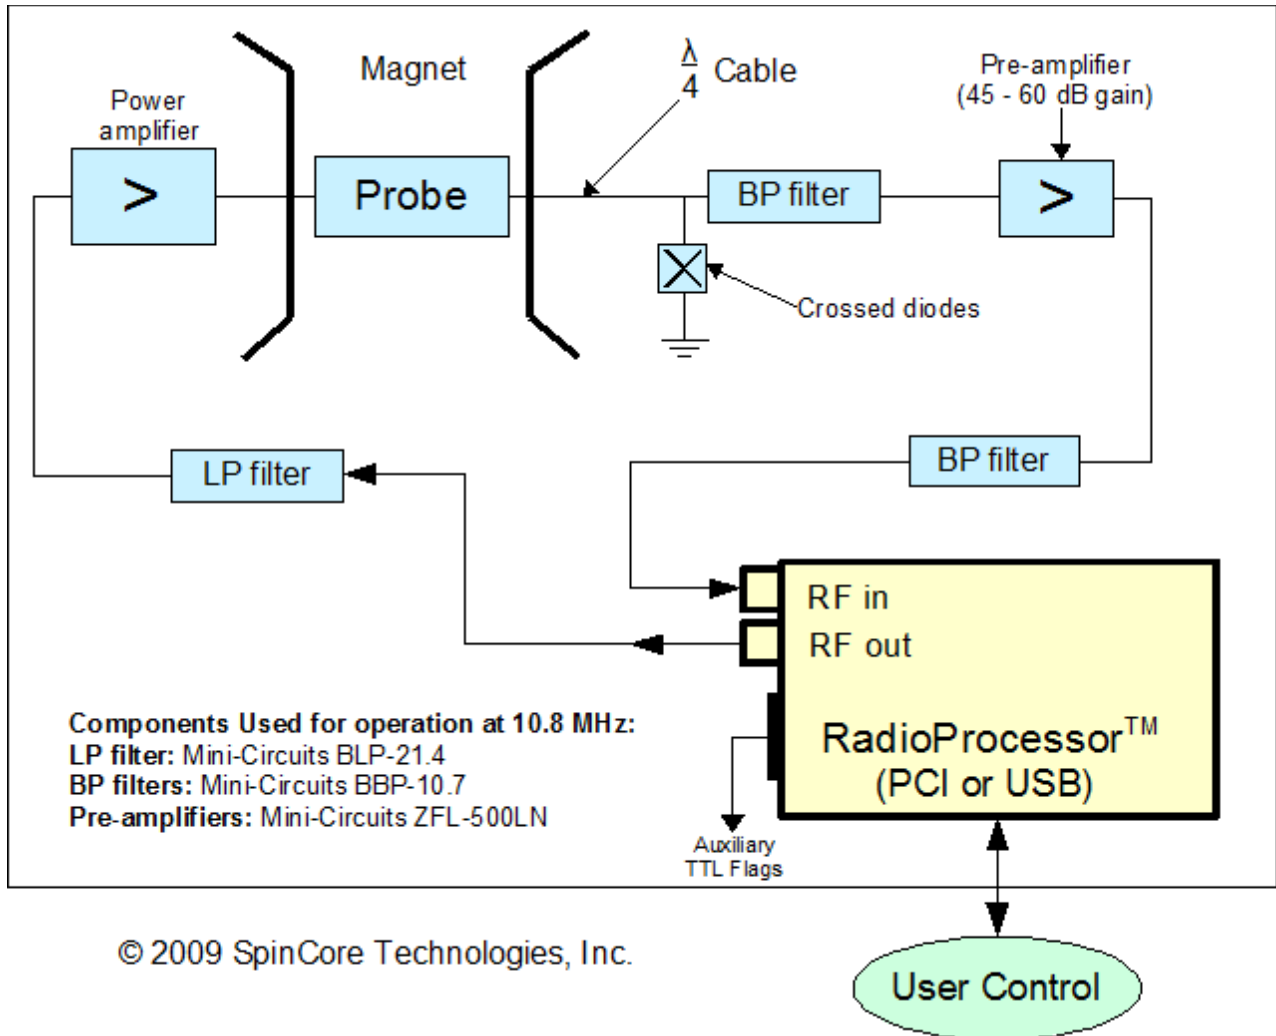 Magnet
λ
4 Cable
Pre-amplifier
(45 - 60 dB gain)
Power
amplifier
>
Probe
BP filter
>
Crossed diodes
LP filter
BP filter
RF in
RF out
RadioProcessor™
(PCI or USB)
Components Used for operation at 10.8 MHz:
LP filter: Mini-Circuits BLP-21.4
BP filters: Mini-Circuits BBP-10.7
Pre-amplifiers: Mini-Circuits ZFL-500LN
Auxiliary
TTL Flags
© 2009 SpinCore Technologies, Inc.
User Control